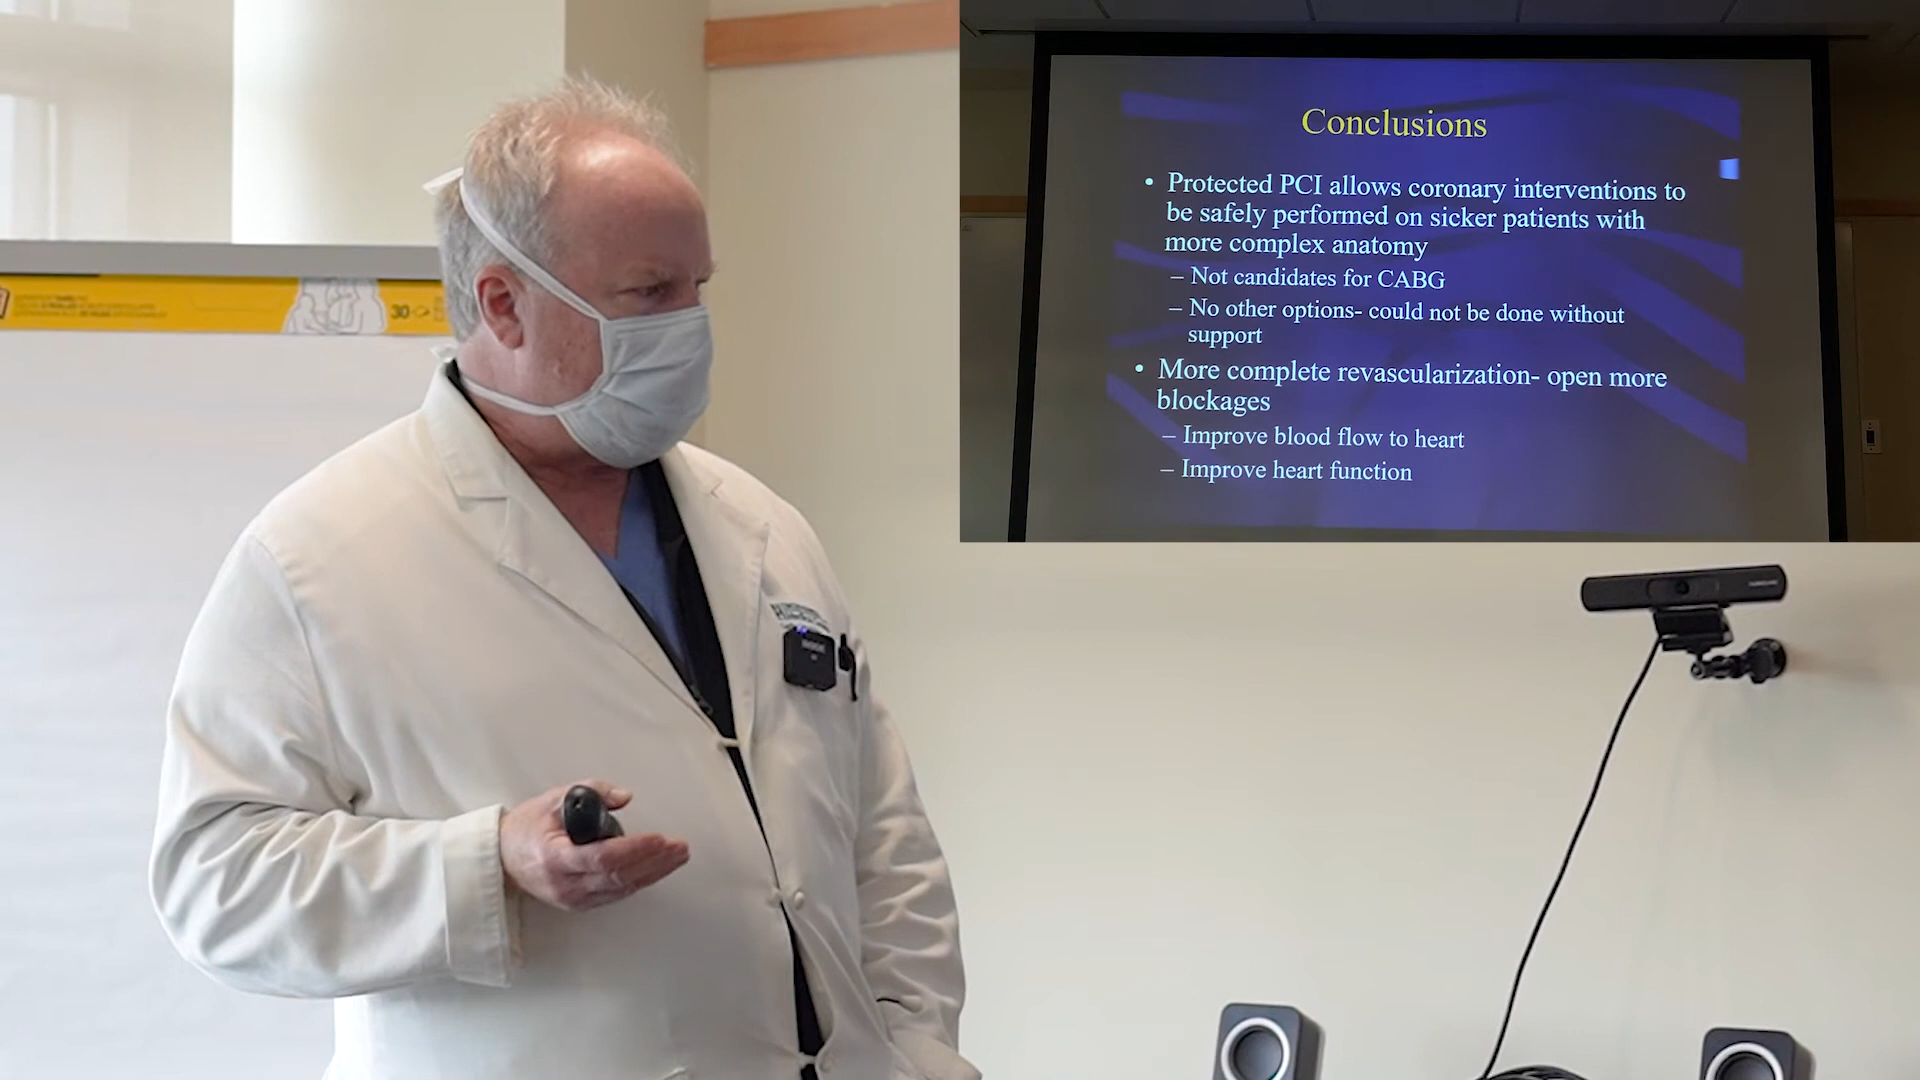 Conclusions
• Protected PCI allows coronary interventions to
be safely performed on sicker patients with
more complex anatomy
– Not candidates for CABG
– No other options- could not be done without
support
• More complete revascularization- open more
blockages
– Improve blood flow to heart
– Improve heart function
30